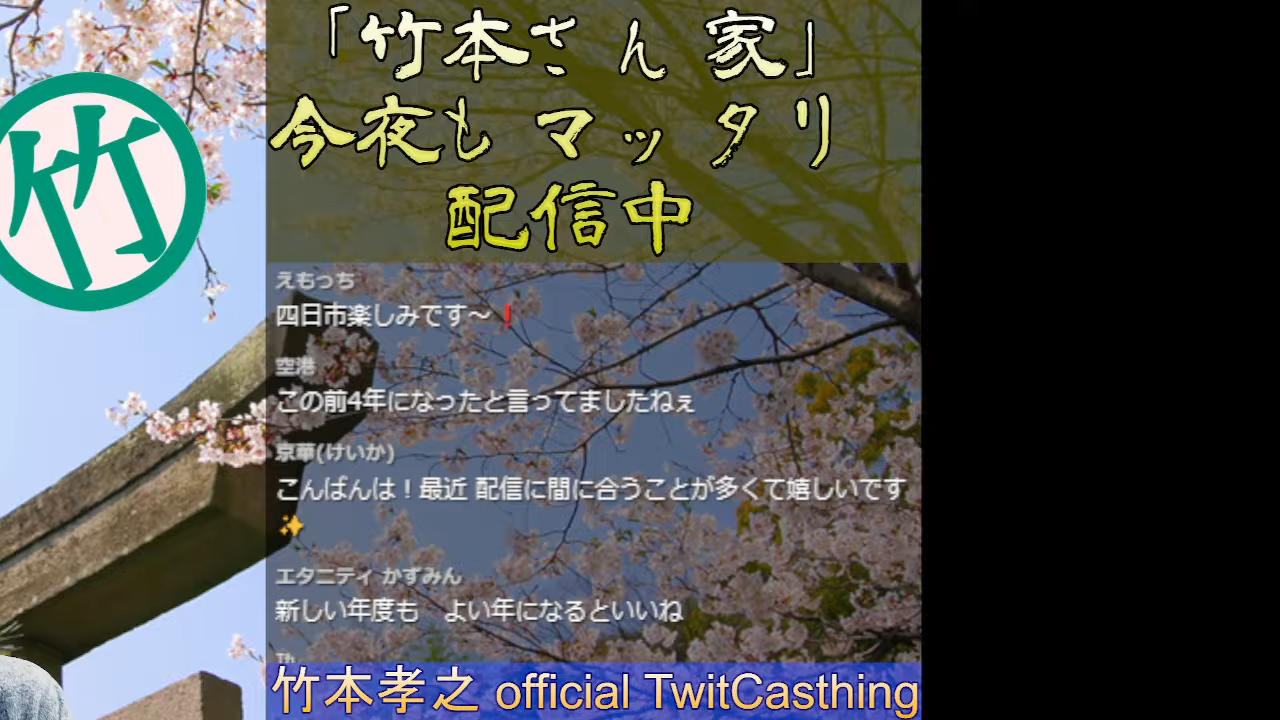 「竹本さん家」
今夜もマッタリ
配信中
竹
えもっち
四日市楽しみです～❗
空港
この前4年になったと言ってましたねぇ
京華(けいか)
こんばんは！最近 配信に間に合うことが多くて嬉しいです
✨
エタニティ かずみん
新しい年度も　よい年になるといいね
竹本孝之 official TwitCasthing